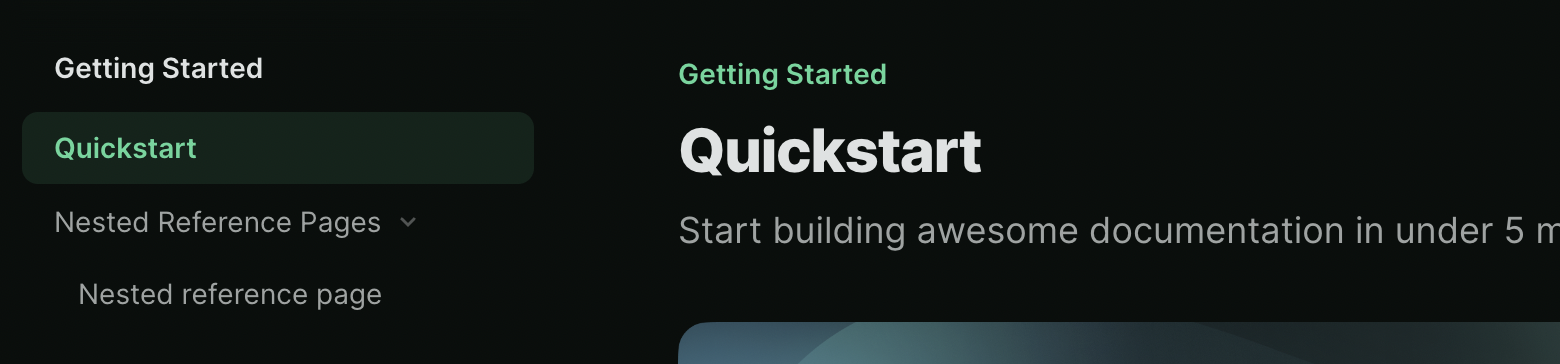 Getting Started
Quickstart
Nested Reference Pages
Nested reference page
Getting Started
Quickstart
Start building awesome documentation in under 5